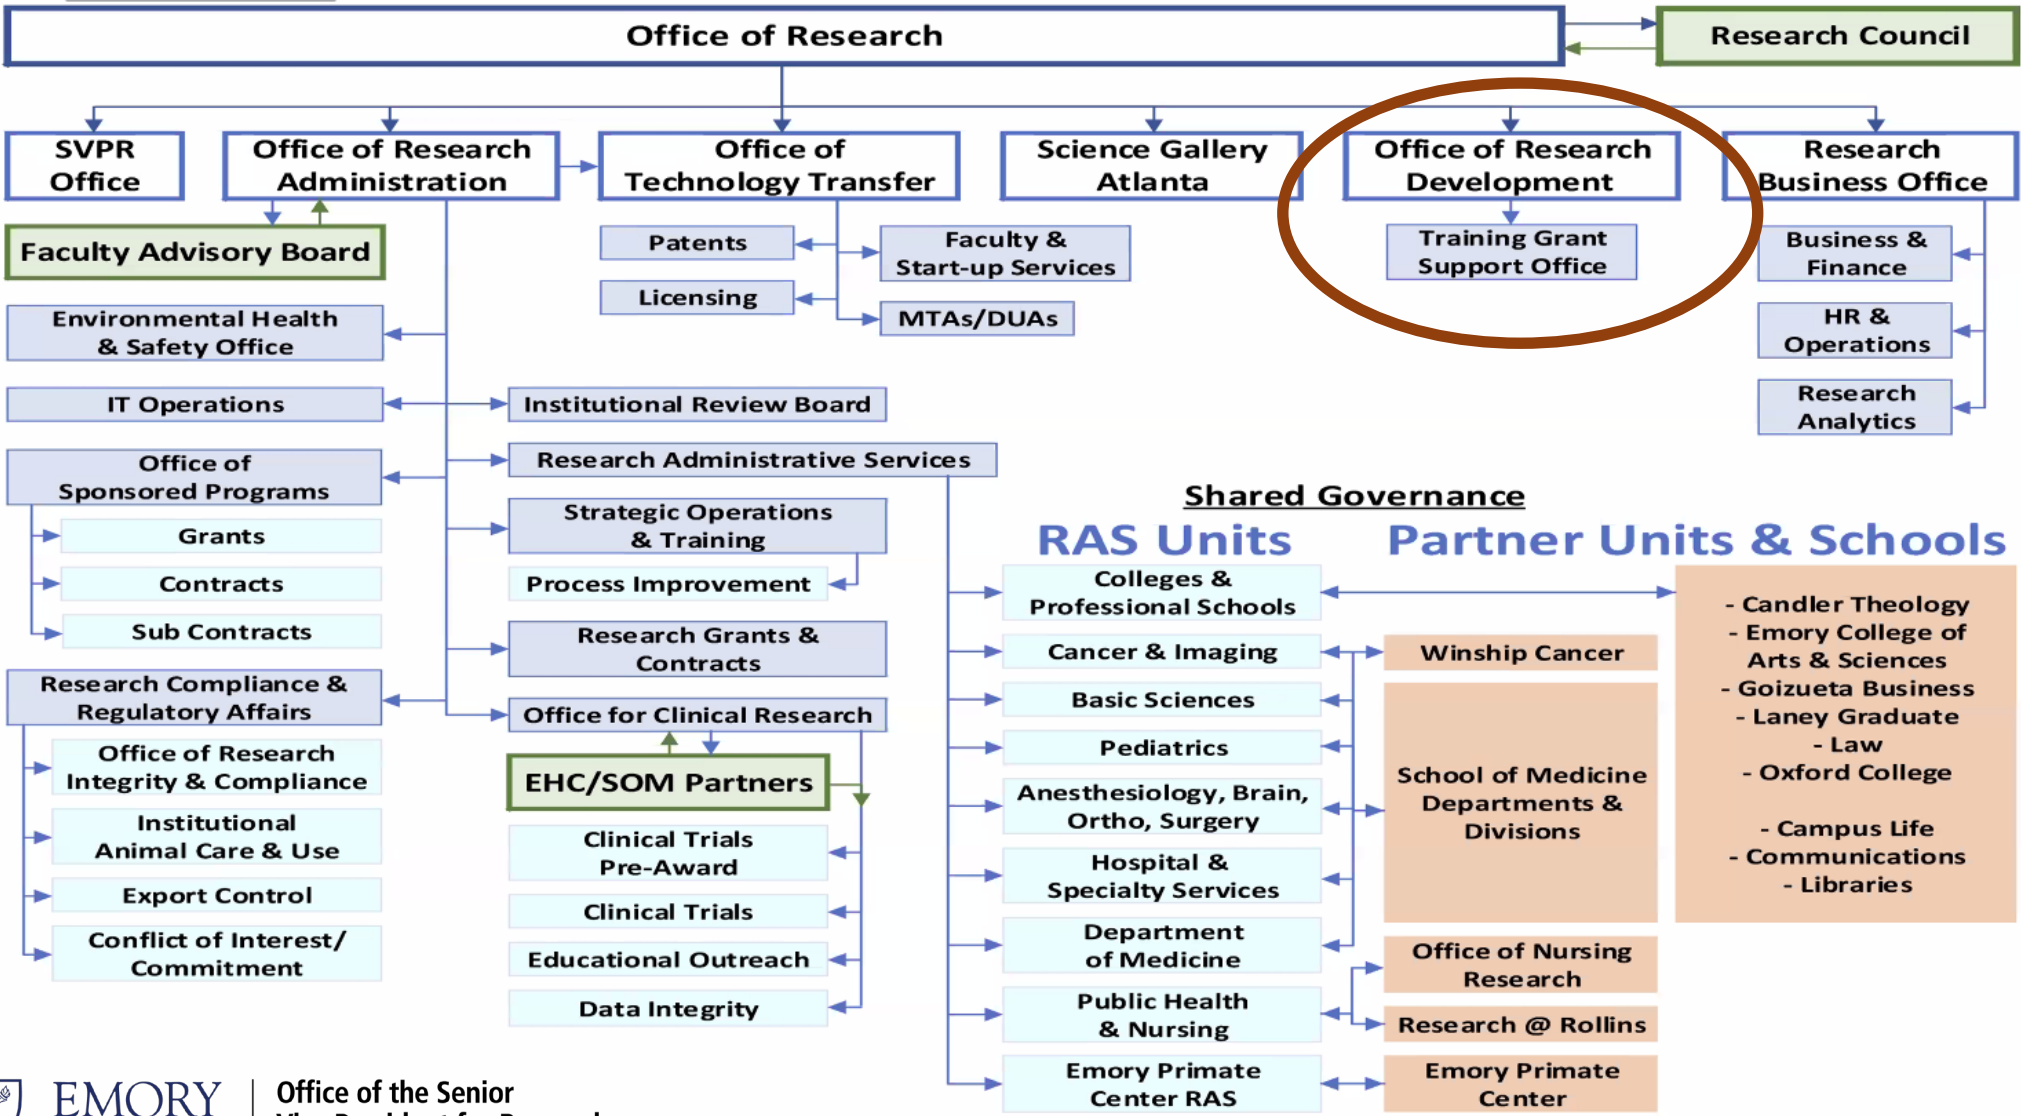 Office of Research
Research Council
SVPR
Office
Office of Research
Administration
Office of
Technology Transfer
Science Gallery
Atlanta
Office of Research
Development
Research
Business Office
Faculty Advisory Board
Patents
Licensing
Faculty &
Start-up Services
MTAs/DUAs
Training Grant
Support Office
Business &
Finance
HR &
Operations
Research
Analytics
Environmental Health
& Safety Office
IT Operations
Office of
Sponsored Programs
Grants
Contracts
Sub Contracts
Research Compliance &
Regulatory Affairs
Office of Research
Integrity & Compliance
Institutional
Animal Care & Use
Export Control
Conflict of Interest/
Commitment
Institutional Review Board
Research Administrative Services
Strategic Operations
& Training
Process Improvement
Research Grants &
Contracts
Office for Clinical Research
EHC/SOM Partners
Clinical Trials
Pre-Award
Clinical Trials
Educational Outreach
Data Integrity
Shared Governance
RAS Units
Partner Units & Schools
Colleges &
Professional Schools
Cancer & Imaging
Basic Sciences
Pediatrics
Anesthesiology, Brain,
Ortho, Surgery
Hospital &
Specialty Services
Department
of Medicine
Public Health
& Nursing
Emory Primate
Center RAS
Winship Cancer
School of Medicine
Departments &
Divisions
Office of Nursing
Research
Research @ Rollins
Emory Primate
Center
- Candler Theology
- Emory College of
Arts & Sciences
- Goizueta Business
- Laney Graduate
- Law
- Oxford College
- Campus Life
- Communications
- Libraries
EMORY
Office of the Senior